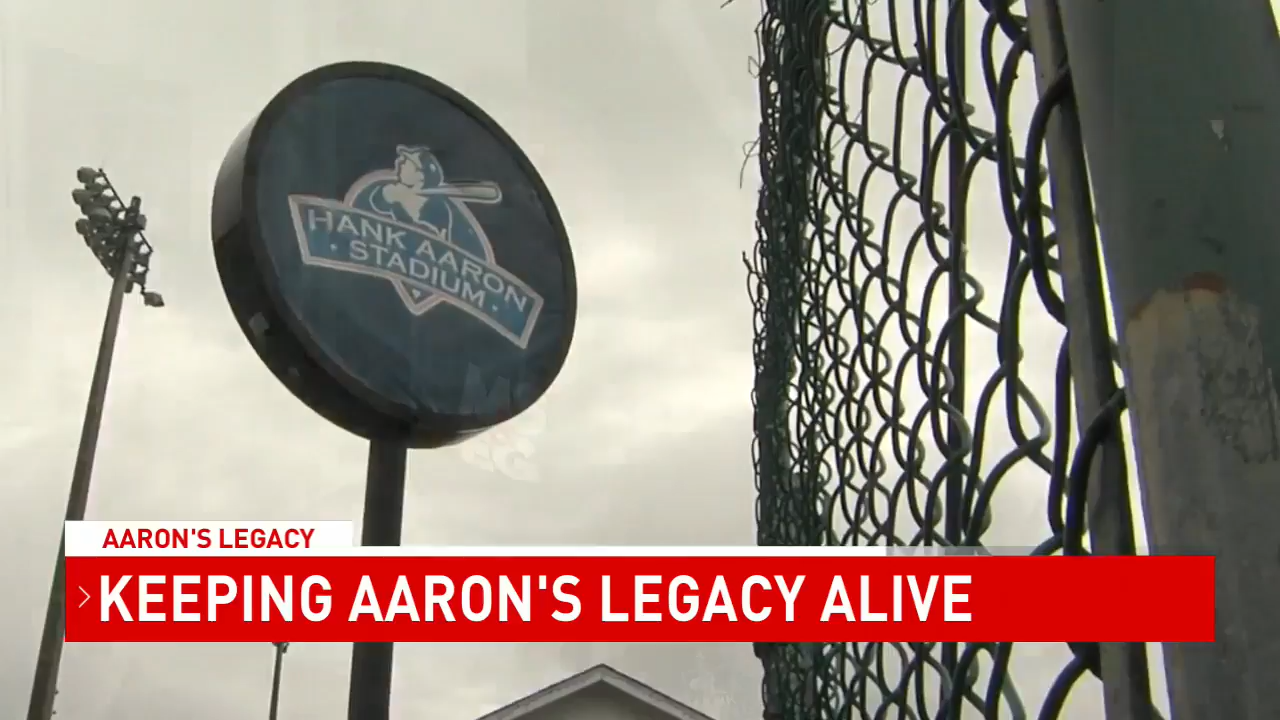 HANK AARON
STADIUM
AARON'S LEGACY
KEEPING AARON'S LEGACY ALIVE